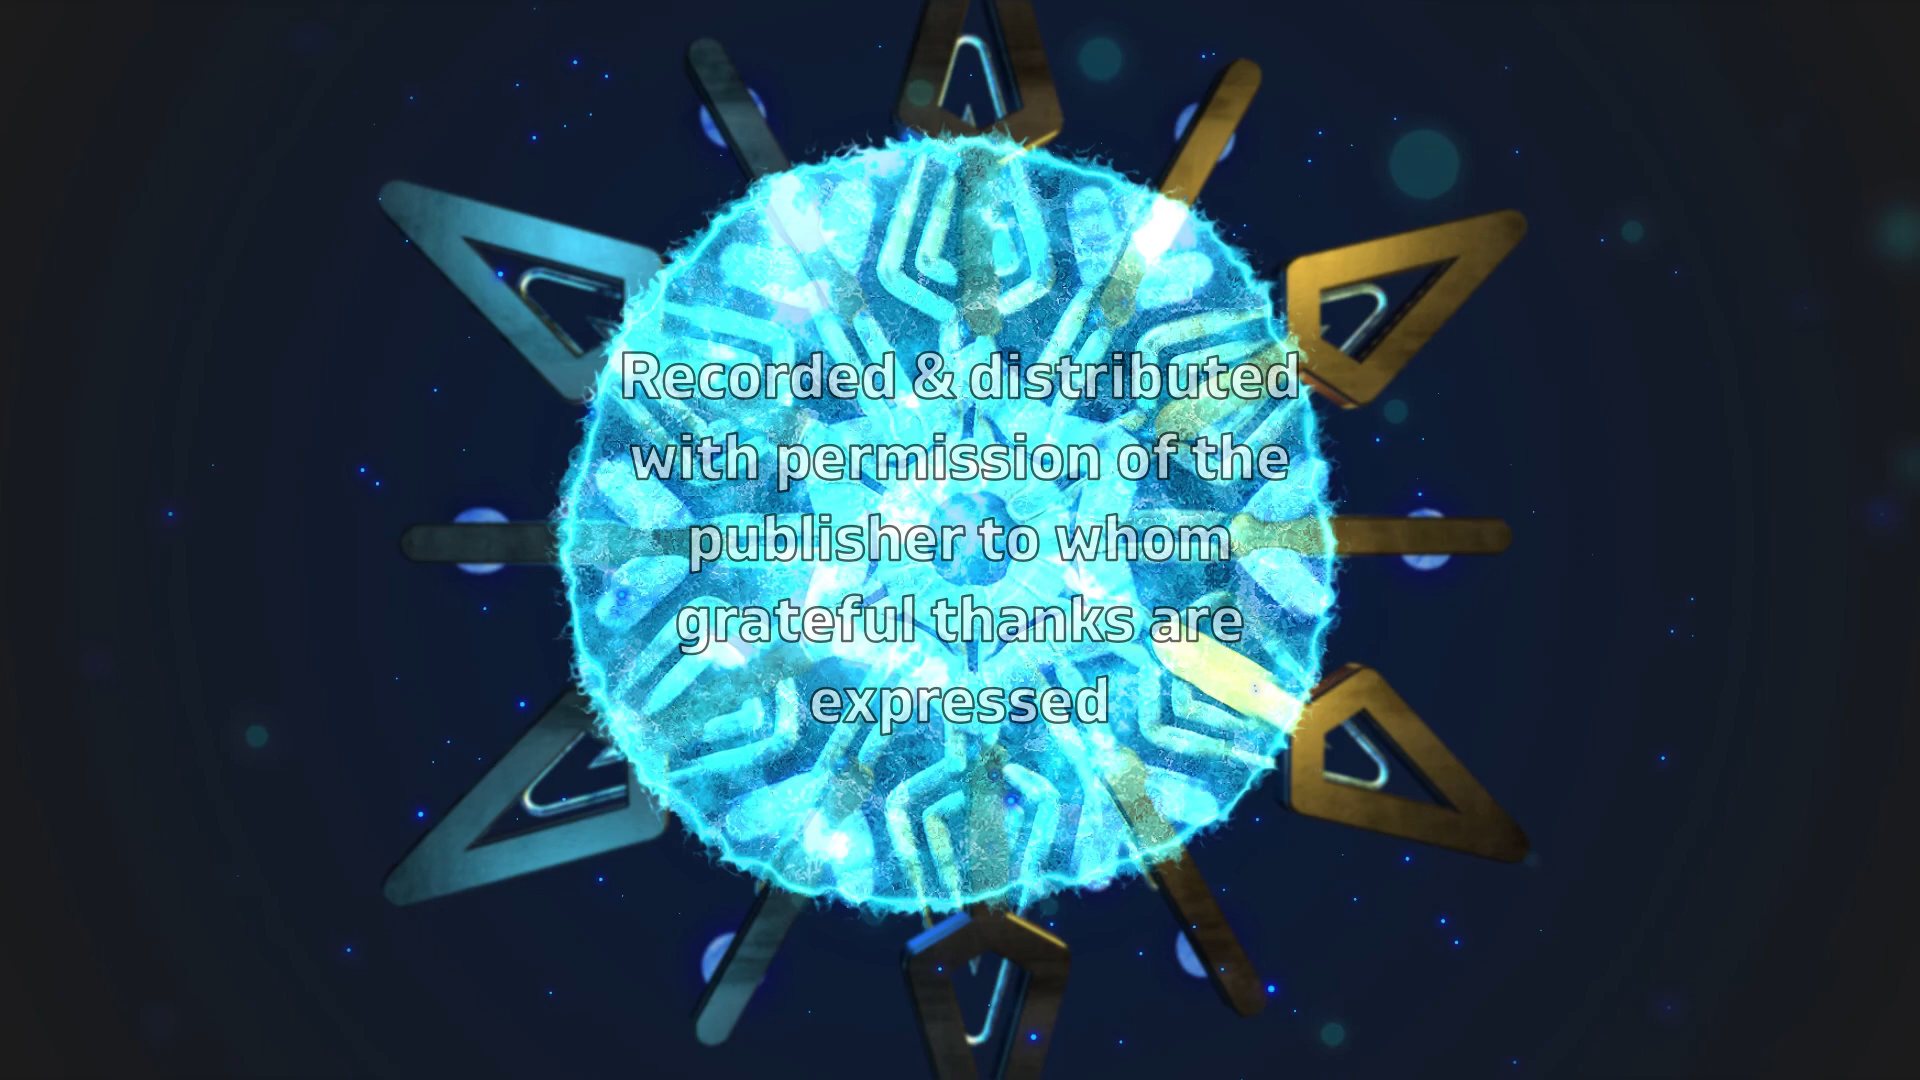 Recorded & distributed
with permission of the
publisher to whom
grateful thanks are
expressed